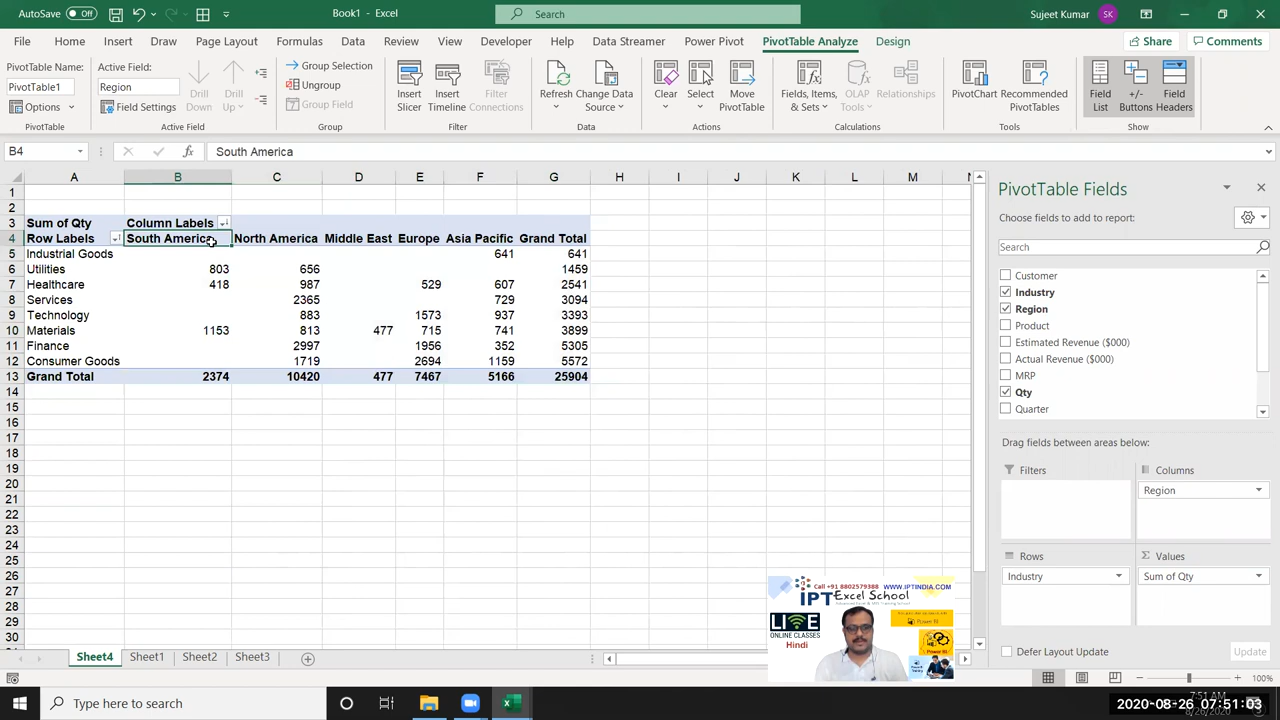 AutoSave Off Book1 - Excel Search Sujeet Kumar SK
File Home Insert Draw Page Layout Formulas Data Review View Developer Help Data Streamer Power Pivot PivotTable Analyze Design Share Comments
PivotTable Name:
PivotTable1
Options
PivotTable
Active Field:
Region
Field Settings
Drill Down
Drill Up
Active Field
Group Selection
Ungroup
Group Field
Group
Insert Slicer
Insert Timeline
Filter Connections
Filter
Refresh
Change Data Source
Data
Clear
Select
Move PivotTable
Actions
Fields, Items, & Sets
OLAP Tools
Relationships
Calculations
PivotChart
Recommended PivotTables
Tools
Field List
+/- Buttons
Field Headers
Show
B4 fx South America
A B C D E F G H I J K L M N
1
2
3 Sum of Qty Column Labels
4 Row Labels South America North America Middle East Europe Asia Pacific Grand Total
5 Industrial Goods 641 641
6 Utilities 803 656 1459
7 Healthcare 418 987 529 607 2541
8 Services 2365 729 3094
9 Technology 883 1573 937 3393
10 Materials 1153 813 477 715 741 3899
11 Finance 2997 1956 352 5305
12 Consumer Goods 1719 2694 1159 5572
13 Grand Total 2374 10420 477 7467 5166 25904
14
15
16
17
18
19
20
21
22
23
24
25
26
27
28
29
30
PivotTable Fields
Choose fields to add to report:
Search
Customer
Industry
Region
Product
Estimated Revenue ($000)
Actual Revenue ($000)
MRP
Qty
Quarter
Drag fields between areas below:
Filters
Columns
Region
Rows
Industry
Values
Sum of Qty
Defer Layout Update Update
Call +91 8802579388 WWW.IPTINDIA.COM
IPT Excel School
LIVE
ONLINE CLASSES
Hindi
Power BI
Sheet4 Sheet1 Sheet2 Sheet3
100%
Type here to search
7:51 AM
2020-08-26 07:51:03
8/26/2020